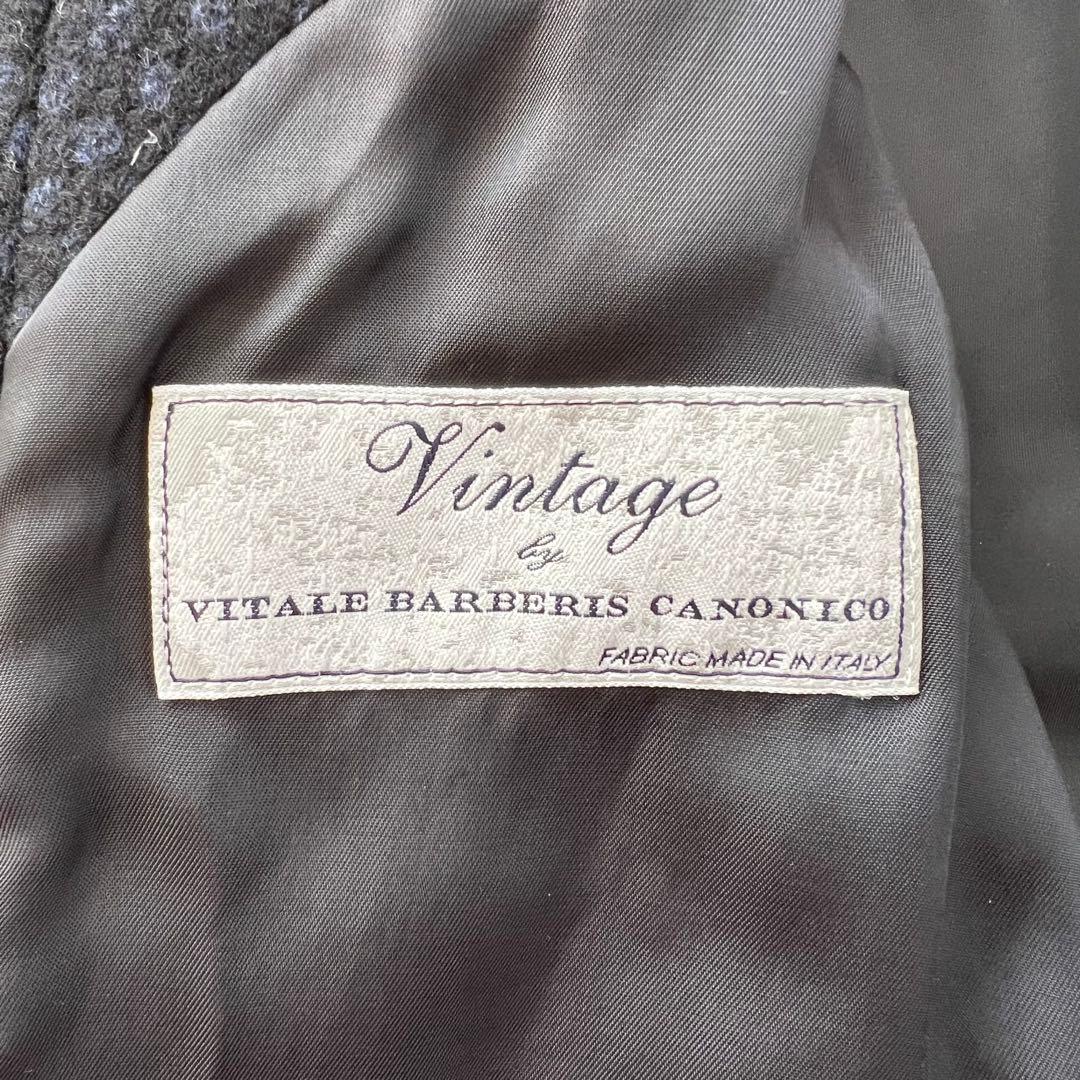 Vintage
by
VITALE BARBERIS CANONICO
FABRIC MADE IN ITALY